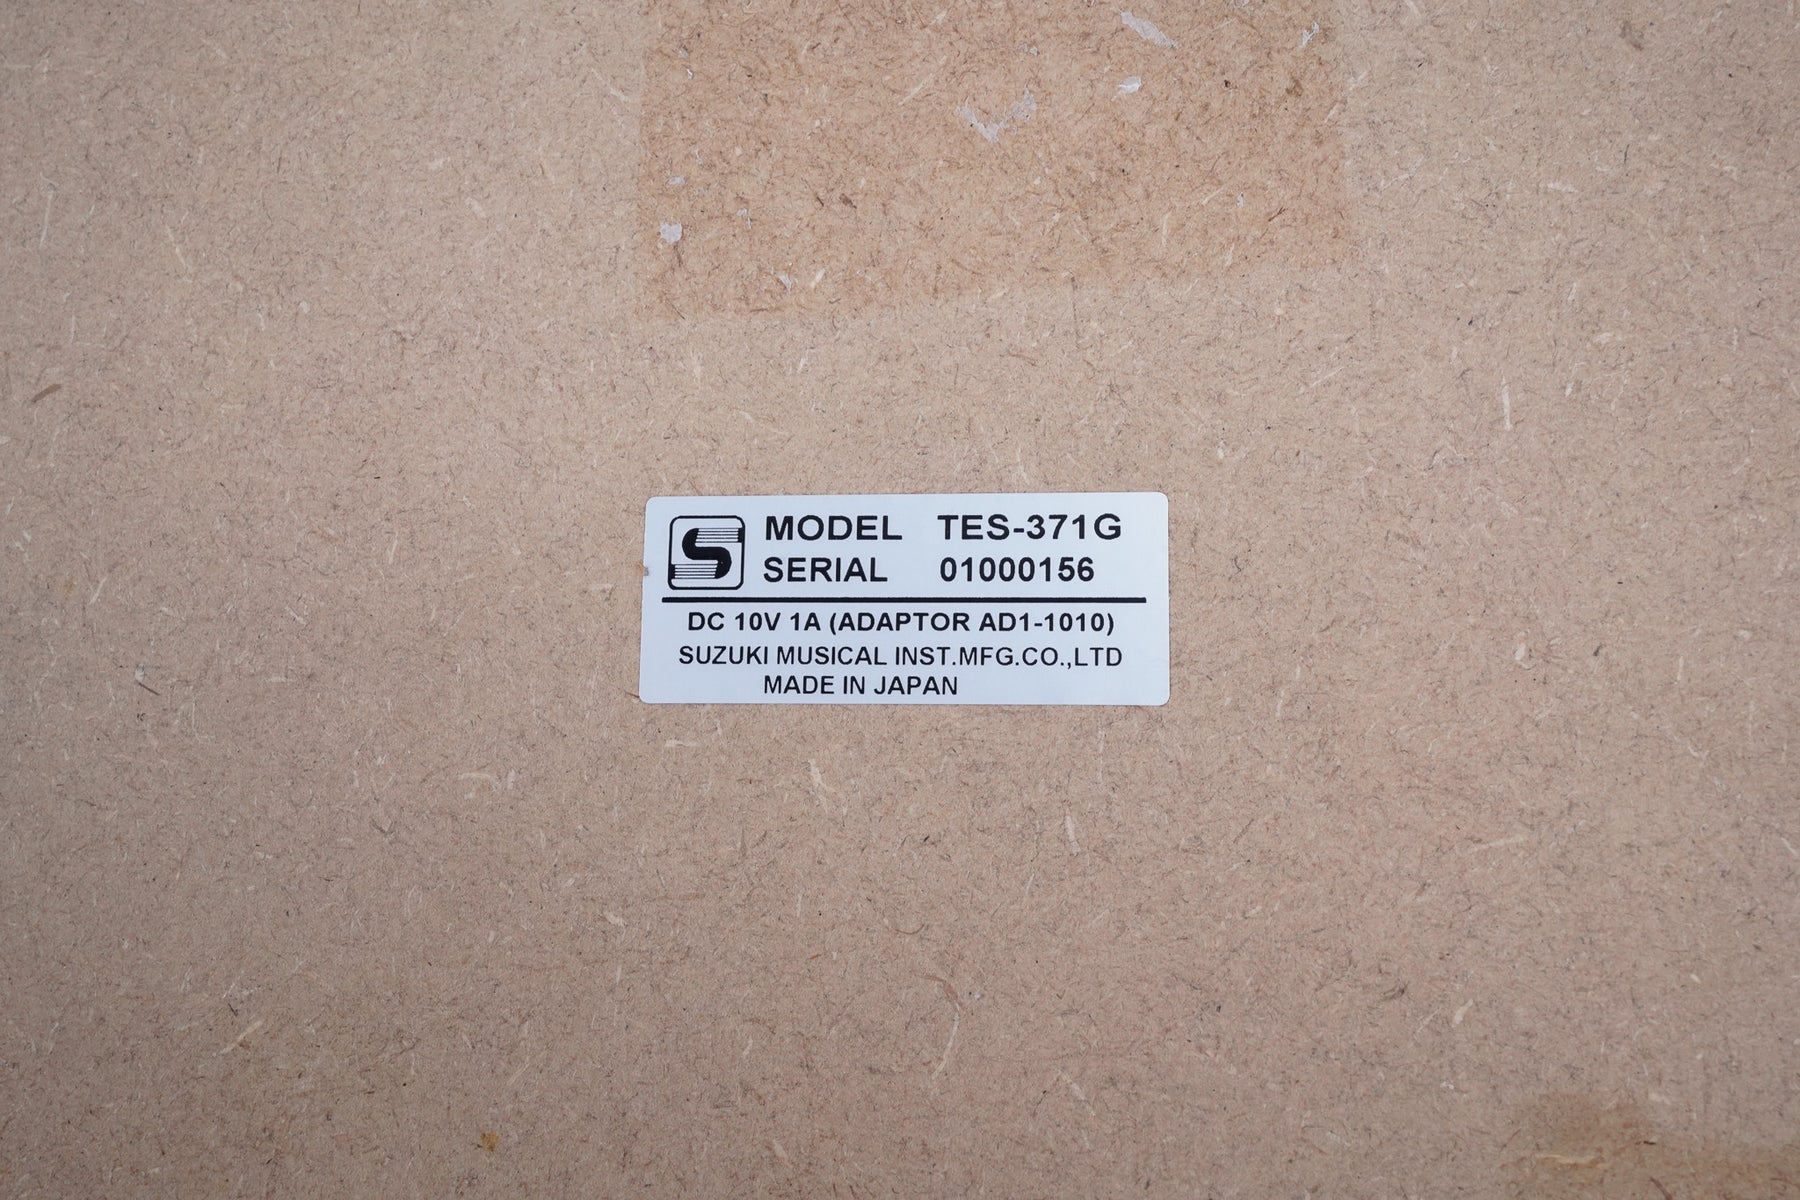 MODEL TES-371G
SERIAL 01000156
DC 10V 1A (ADAPTOR AD1-1010)
SUZUKI MUSICAL INST.MFG.CO.,LTD
MADE IN JAPAN